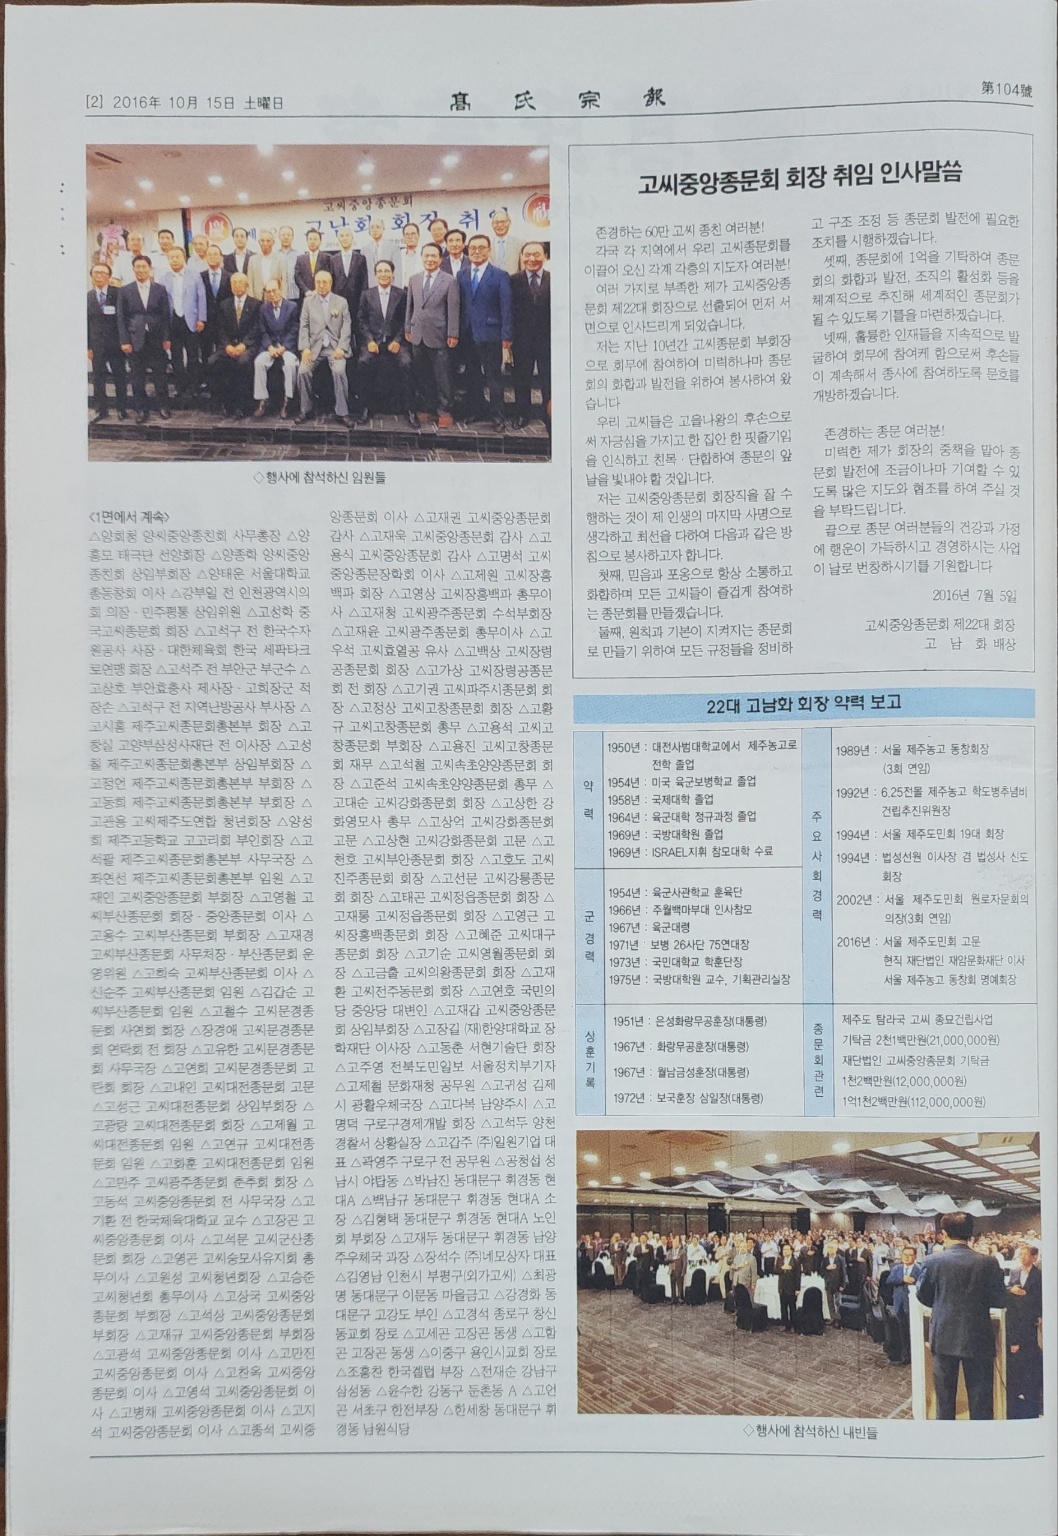 [2] 2016年 10月 15日 土曜日
髙 氏 宗 報
第104號
고씨중앙종문회
고남화 회장 취임
◇행사에 참석하신 임원들
<1면에서 계속>
△양회청 양씨중앙종친회 사무총장 △양
홍모 태극단 선양회장 △양종학 양씨중앙
종친회 상임부회장 △양태운 서울대학교
총동창회 이사 △강부일 전 인천광역시의
회 의장·민주평통 상임위원 △고성학 중
국고씨종문회 회장 △고석구 전 한국수자
원공사 사장·대한체육회 한국 세팍타크
로연맹 회장 △고석주 전 부안군 부군수 △
고상호 부안효충사 제사장·고희장군 적
장손 △고석구 전 지역난방공사 부사장 △
고시홍 제주고씨종문회총본부 회장 △고
창실 고양부삼성사재단 전 이사장 △고성
철 제주고씨종문회총본부 상임부회장 △
고정언 제주고씨종문회총본부 부회장 △
고동희 제주고씨종문회총본부 부회장 △
고관용 고씨제주도연합 청년회장 △양성
희 제주고등학교 고고리회 부인회장 △고
석팔 제주고씨종문회총본부 사무국장 △
좌연선 제주고씨종문회총본부 임원 △고
재인 고씨중앙종문회 부회장 △고영철 고
씨부산종문회 회장·중앙종문회 이사 △
고용수 고씨부산종문회 부회장 △고재경
고씨부산종문회 사무처장·부산종문회 운
영위원 △고희숙 고씨부산종문회 이사 △
신순주 고씨부산종문회 임원 △김갑순 고
씨부산종문회 임원 △고철수 고씨문경종
문회 사연회 회장 △장경애 고씨문경종문
회 연락회 전 회장 △고유한 고씨문경종문
회 사무국장 △고연희 고씨문경종문회 고
란회 회장 △고내인 고씨대전종문회 고문
△고성근 고씨대전종문회 상임부회장 △
고광량 고씨대전종문회 회장 △고제월 고
씨대전종문회 임원 △고연규 고씨대전종
문회 임원 △고화훈 고씨대전종문회 임원
△고만주 고씨광주종문회 춘추회 회장 △
고동석 고씨중앙종문회 전 사무국장 △고
기환 전 한국체육대학교 교수 △고장곤 고
씨중앙종문회 이사 △고석문 고씨군산종
문회 회장 △고영곤 고씨숭모사유지회 총
무이사 △고원성 고씨청년회장 △고승준
고씨청년회 총무이사 △고상국 고씨중앙
종문회 부회장 △고석상 고씨중앙종문회
부회장 △고재규 고씨중앙종문회 부회장
△고광석 고씨중앙종문회 이사 △고만진
고씨중앙종문회 이사 △고찬옥 고씨중앙
종문회 이사 △고영석 고씨중앙종문회 이
사 △고병채 고씨중앙종문회 이사 △고지
석 고씨중앙종문회 이사 △고종석 고씨중
앙종문회 이사 △고재권 고씨중앙종문회
감사 △고재욱 고씨중앙종문회 감사 △고
용식 고씨중앙종문회 감사 △고명석 고씨
중앙종문장학회 이사 △고제원 고씨장흥
백파 회장 △고영상 고씨장흥백파 총무이
사 △고재청 고씨광주종문회 수석부회장
△고재윤 고씨광주종문회 총무이사 △고
우석 고씨효열공 유사 △고백상 고씨장령
공종문회 회장 △고가상 고씨장령공종문
회 전 회장 △고기권 고씨파주시종문회 회
장 △고정상 고씨고창종문회 회장 △고황
규 고씨고창종문회 총무 △고용석 고씨고
창종문회 부회장 △고용진 고씨고창종문
회 재무 △고석철 고씨속초양양종문회 회
장 △고준석 고씨속초양양종문회 총무 △
고대순 고씨강화종문회 회장 △고상한 강
화영모사 총무 △고상억 고씨강화종문회
고문 △고상현 고씨강화종문회 고문 △고
천호 고씨부안종문회 회장 △고호도 고씨
진주종문회 회장 △고선문 고씨강릉종문
회 회장 △고태곤 고씨정읍종문회 회장 △
고재풍 고씨정읍종문회 회장 △고영근 고
씨장흥백종문회 회장 △고혜준 고씨대구
종문회 회장 △고기순 고씨영월종문회 회
장 △고금출 고씨의왕종문회 회장 △고재
환 고씨전주동문회 회장 △고연호 국민의
당 중앙당 대변인 △고재갑 고씨중앙종문
회 상임부회장 △고장길 (재)한양대학교 장
학재단 이사장 △고동춘 서현기술단 회장
△고주영 전북도민일보 서울정치부기자
△고제월 문화재청 공무원 △고귀성 김제
시 광활우체국장 △고다복 남양주시 △고
명덕 구로구경제개발 회장 △고석두 양천
경찰서 상황실장 △고갑주 (주)일원기업 대
표 △곽영주 구로구 전 공무원 △공청섭 성
남시 야탑동 △박남진 동대문구 휘경동 현
대A △백남규 동대문구 휘경동 현대A 소
장 △김형택 동대문구 휘경동 현대A 노인
회 부회장 △고재두 동대문구 휘경동 남양
주우체국 과장 △장석수 (주)네모상자 대표
△김영남 인천시 부평구(외가고씨) △최광
명 동대문구 이문동 마을금고 △강경화 동
대문구 고강도 부인 △고경석 종로구 창신
동교회 장로 △고세곤 고장곤 동생 △고함
곤 고장곤 동생 △이중구 용인시교회 장로
△조흥찬 한국겔럽 부장 △전재순 강남구
삼성동 △윤수한 강동구 둔촌동 A △고언
곤 서초구 한전부장 △한세창 동대문구 휘
경동 남원식당
고씨중앙종문회 회장 취임 인사말씀
존경하는 60만 고씨 종친 여러분!
각국 각 지역에서 우리 고씨종문회를
이끌어 오신 각계 각층의 지도자 여러분!
여러 가지로 부족한 제가 고씨중앙종
문회 제22대 회장으로 선출되어 먼저 서
면으로 인사드리게 되었습니다.
저는 지난 10년간 고씨종문회 부회장
으로 회무에 참여하여 미력하나마 종문
회의 화합과 발전을 위하여 봉사하여 왔
습니다
우리 고씨들은 고을나왕의 후손으로
써 자긍심을 가지고 한 집안 한 핏줄기임
을 인식하고 친목·단합하여 종문의 앞
날을 빛내야 할 것입니다.
저는 고씨중앙종문회 회장직을 잘 수
행하는 것이 제 인생의 마지막 사명으로
생각하고 최선을 다하여 다음과 같은 방
침으로 봉사하고자 합니다.
첫째, 믿음과 포용으로 항상 소통하고
화합하며 모든 고씨들이 즐겁게 참여하
는 종문회를 만들겠습니다.
둘째, 원칙과 기본이 지켜지는 종문회
로 만들기 위하여 모든 규정들을 정비하
고 구조 조정 등 종문회 발전에 필요한
조치를 시행하겠습니다.
셋째, 종문회에 1억을 기탁하여 종문
회의 화합과 발전, 조직의 활성화 등을
체계적으로 추진해 세계적인 종문회가
될 수 있도록 기틀을 마련하겠습니다.
넷째, 훌륭한 인재들을 지속적으로 발
굴하여 회무에 참여케 함으로써 후손들
이 계속해서 종사에 참여하도록 문호를
개방하겠습니다.
존경하는 종문 여러분!
미력한 제가 회장의 중책을 맡아 종
문회 발전에 조금이나마 기여할 수 있
도록 많은 지도와 협조를 하여 주실 것
을 부탁드립니다.
끝으로 종문 여러분들의 건강과 가정
에 행운이 가득하시고 경영하시는 사업
이 날로 번창하시기를 기원합니다
2016년 7월 5일
고씨중앙종문회 제22대 회장
고 남 화 배상
22대 고남화 회장 약력 보고
약력
1950년 : 대전사범대학교에서 제주농고로
전학 졸업
1954년 : 미국 육군보병학교 졸업
1958년 : 국제대학 졸업
1964년 : 육군대학 정규과정 졸업
1969년 : 국방대학원 졸업
1969년 : ISRAEL지휘 참모대학 수료
군경력
1954년 : 육군사관학교 훈육단
1966년 : 주월백마부대 인사참모
1967년 : 육군대령
1971년 : 보병 26사단 75연대장
1973년 : 국민대학교 학훈단장
1975년 : 국방대학원 교수, 기획관리실장
상훈기록
1951년 : 은성화랑무공훈장(대통령)
1967년 : 화랑무공훈장(대통령)
1967년 : 월남금성훈장(대통령)
1972년 : 보국훈장 삼일장(대통령)
주요사회경력
1989년 : 서울 제주농고 동창회장
(3회 연임)
1992년 : 6.25전몰 제주농고 학도병추념비
건립추진위원장
1994년 : 서울 제주도민회 19대 회장
1994년 : 법성선원 이사장 겸 법성사 신도
회장
2002년 : 서울 제주도민회 원로자문회의
의장(3회 연임)
2016년 : 서울 제주도민회 고문
현직 재단법인 재암문화재단 이사
서울 제주농고 동창회 명예회장
종문회관련
제주도 탐라국 고씨 종묘건립사업
기탁금 2천1백만원(21,000,000원)
재단법인 고씨중앙종문회 기탁금
1천2백만원(12,000,000원)
1억1천2백만원(112,000,000원)
◇행사에 참석하신 내빈들